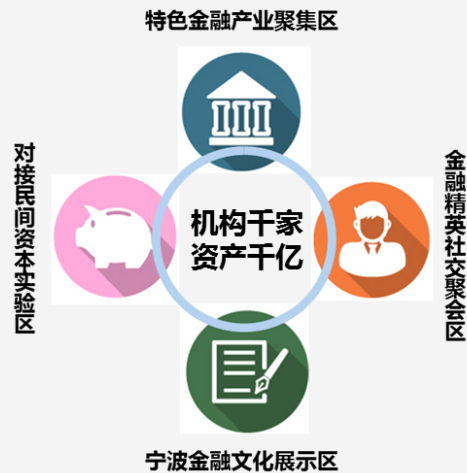 特色金融产业聚集区
对接民间资本实验区
机构千家
资产千亿
金融精英社交聚会区
宁波金融文化展示区